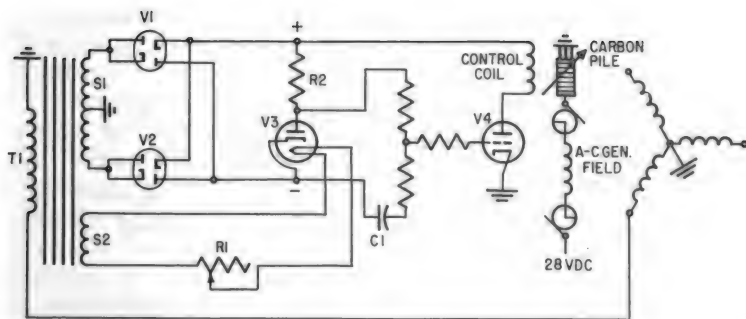 V1
+
CONTROL
COIL
CARBON
PILE
S1
R2
V3
V4
T1
V2
A-C GEN.
FIELD
-
S2
C1
R1
28 VDC